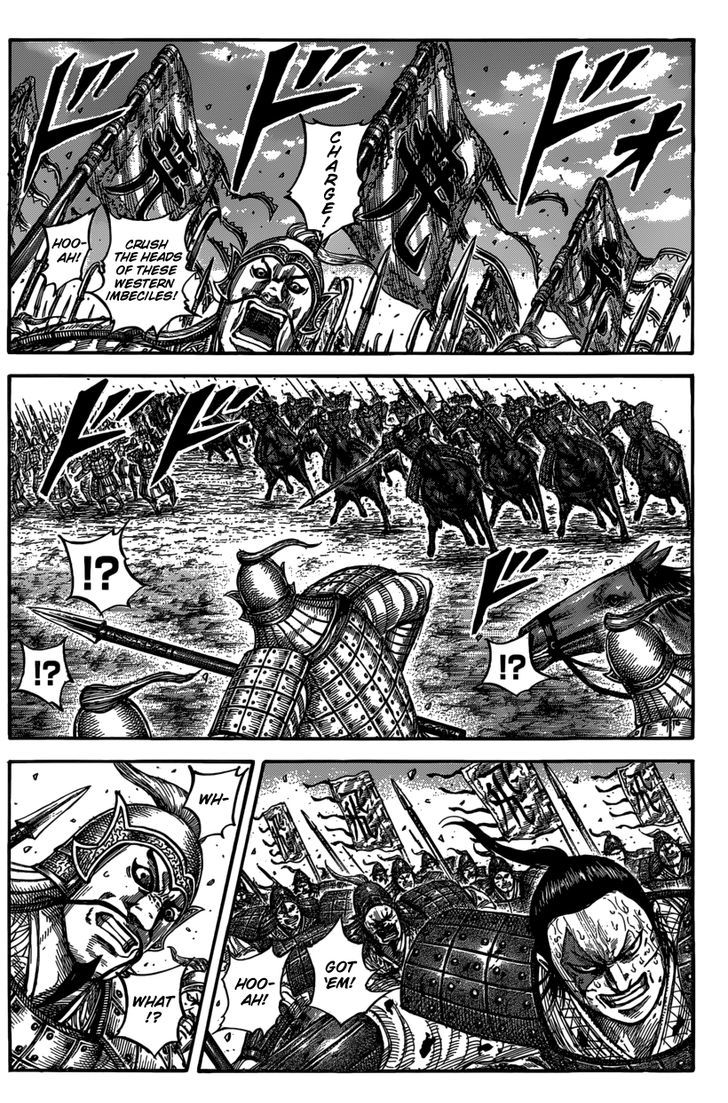 ドドドォ
CHARGE!
CRUSH
THE HEADS
OF THESE
WESTERN
IMBECILES!
HOO-
AH!
ドドド
!?
!?
!?
GOT
'EM!
HOO-
AH!
WH-
WHAT
!?